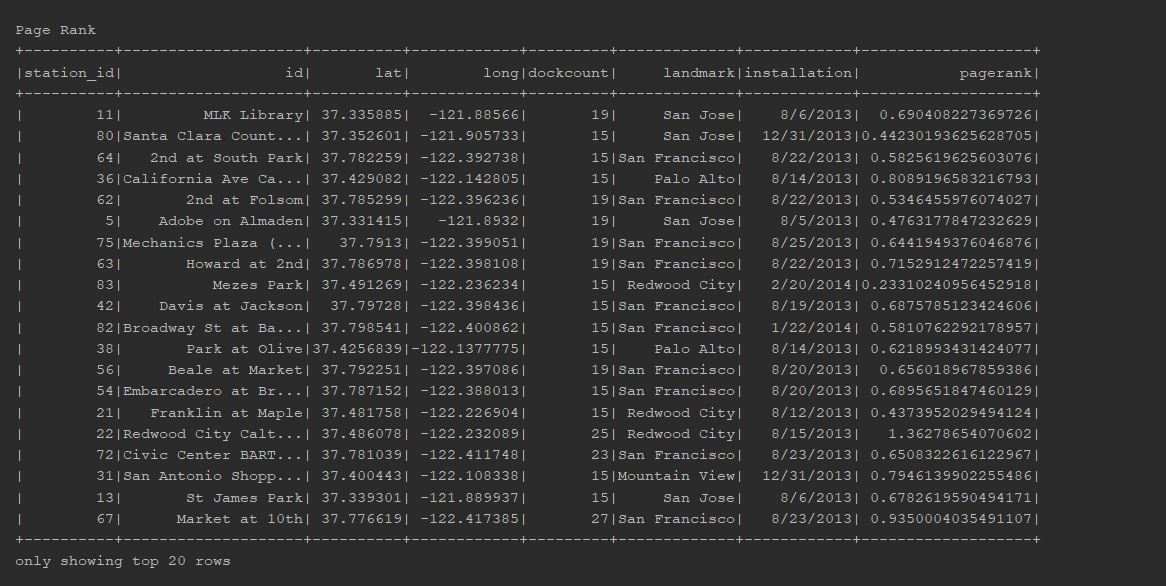 Page Rank
+----------+--------------------+----------+------------+---------+-------------+------------+-------------------+
|station_id|                  id|       lat|        long|dockcount|     landmark|installation|           pagerank|
+----------+--------------------+----------+------------+---------+-------------+------------+-------------------+
|        11|         MLK Library| 37.335885|  -121.88566|       19|     San Jose|    8/6/2013|  0.690408227369726|
|        80|Santa Clara Count...| 37.352601| -121.905733|       15|     San Jose|  12/31/2013|0.44230193625628705|
|        64|   2nd at South Park| 37.782259| -122.392738|       15|San Francisco|   8/22/2013| 0.5825619625603076|
|        36|California Ave Ca...| 37.429082| -122.142805|       15|    Palo Alto|   8/14/2013| 0.8089196583216793|
|        62|       2nd at Folsom| 37.785299| -122.396236|       19|San Francisco|   8/22/2013| 0.5346455976074027|
|         5|    Adobe on Almaden| 37.331415|   -121.8932|       19|     San Jose|    8/5/2013| 0.4763177847232629|
|        75|Mechanics Plaza (...|   37.7913| -122.399051|       19|San Francisco|   8/25/2013| 0.6441949376046876|
|        63|       Howard at 2nd| 37.786978| -122.398108|       19|San Francisco|   8/22/2013| 0.7152912472257419|
|        83|          Mezes Park| 37.491269| -122.236234|       15| Redwood City|   2/20/2014|0.23310240956452918|
|        42|    Davis at Jackson|  37.79728| -122.398436|       15|San Francisco|   8/19/2013| 0.6875785123424606|
|        82|Broadway St at Ba...| 37.798541| -122.400862|       15|San Francisco|   1/22/2014| 0.5810762292178957|
|        38|       Park at Olive|37.4256839|-122.1377775|       15|    Palo Alto|   8/14/2013| 0.6218993431424077|
|        56|     Beale at Market| 37.792251| -122.397086|       19|San Francisco|   8/20/2013|  0.656018967859386|
|        54|Embarcadero at Br...| 37.787152| -122.388013|       15|San Francisco|   8/20/2013| 0.6895651847460129|
|        21|   Franklin at Maple| 37.481758| -122.226904|       15| Redwood City|   8/12/2013| 0.4373952029494124|
|        22|Redwood City Calt...| 37.486078| -122.232089|       25| Redwood City|   8/15/2013|   1.36278654070602|
|        72|Civic Center BART...| 37.781039| -122.411748|       23|San Francisco|   8/23/2013| 0.6508322616122967|
|        31|San Antonio Shopp...| 37.400443| -122.108338|       15|Mountain View|  12/31/2013| 0.7946139902255486|
|        13|       St James Park| 37.339301| -121.889937|       15|     San Jose|    8/6/2013| 0.6782619590494171|
|        67|      Market at 10th| 37.776619| -122.417385|       27|San Francisco|   8/23/2013| 0.9350004035491107|
+----------+--------------------+----------+------------+---------+-------------+------------+-------------------+
only showing top 20 rows